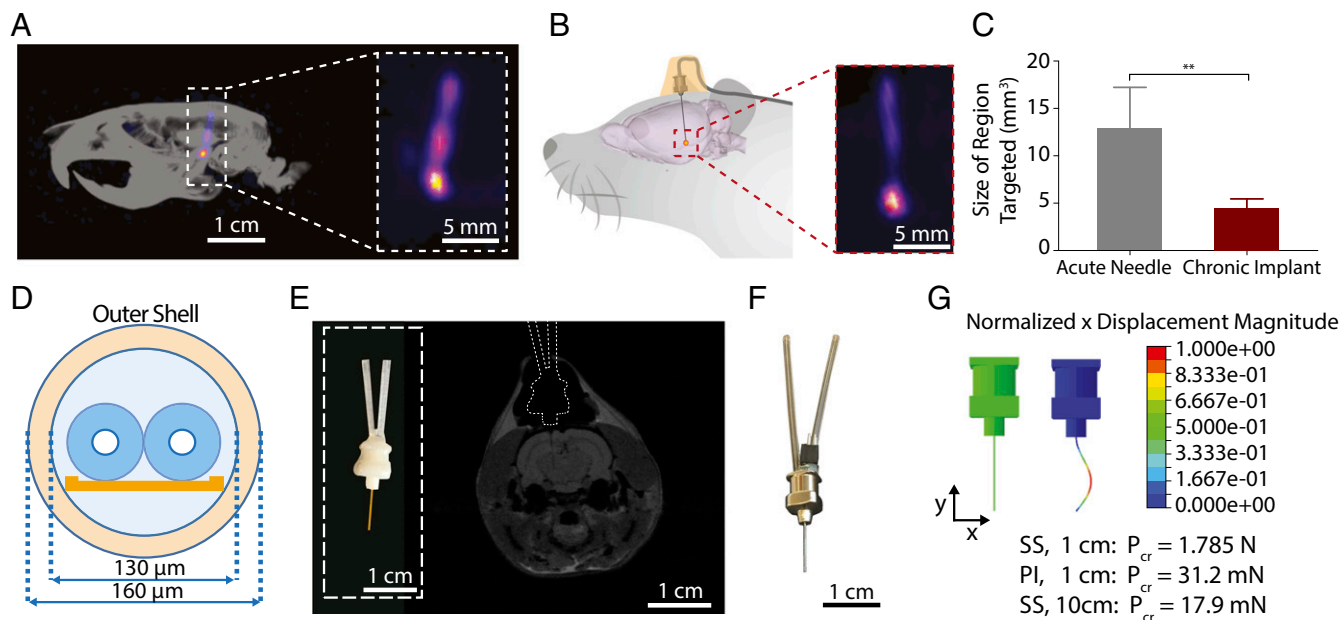 A
1 cm
5 mm
B
5 mm
C
Size of Region
Targeted (mm³)
20
15
10
5
0
**
Acute Needle
Chronic Implant
D
Outer Shell
130 µm
160 µm
E
1 cm
1 cm
F
1 cm
G
Normalized x Displacement Magnitude
1.000e+00
8.333e-01
6.667e-01
5.000e-01
3.333e-01
1.667e-01
0.000e+00
y
x
SS, 1 cm: Pcr = 1.785 N
PI, 1 cm: Pcr = 31.2 mN
SS, 10cm: Pcr = 17.9 mN